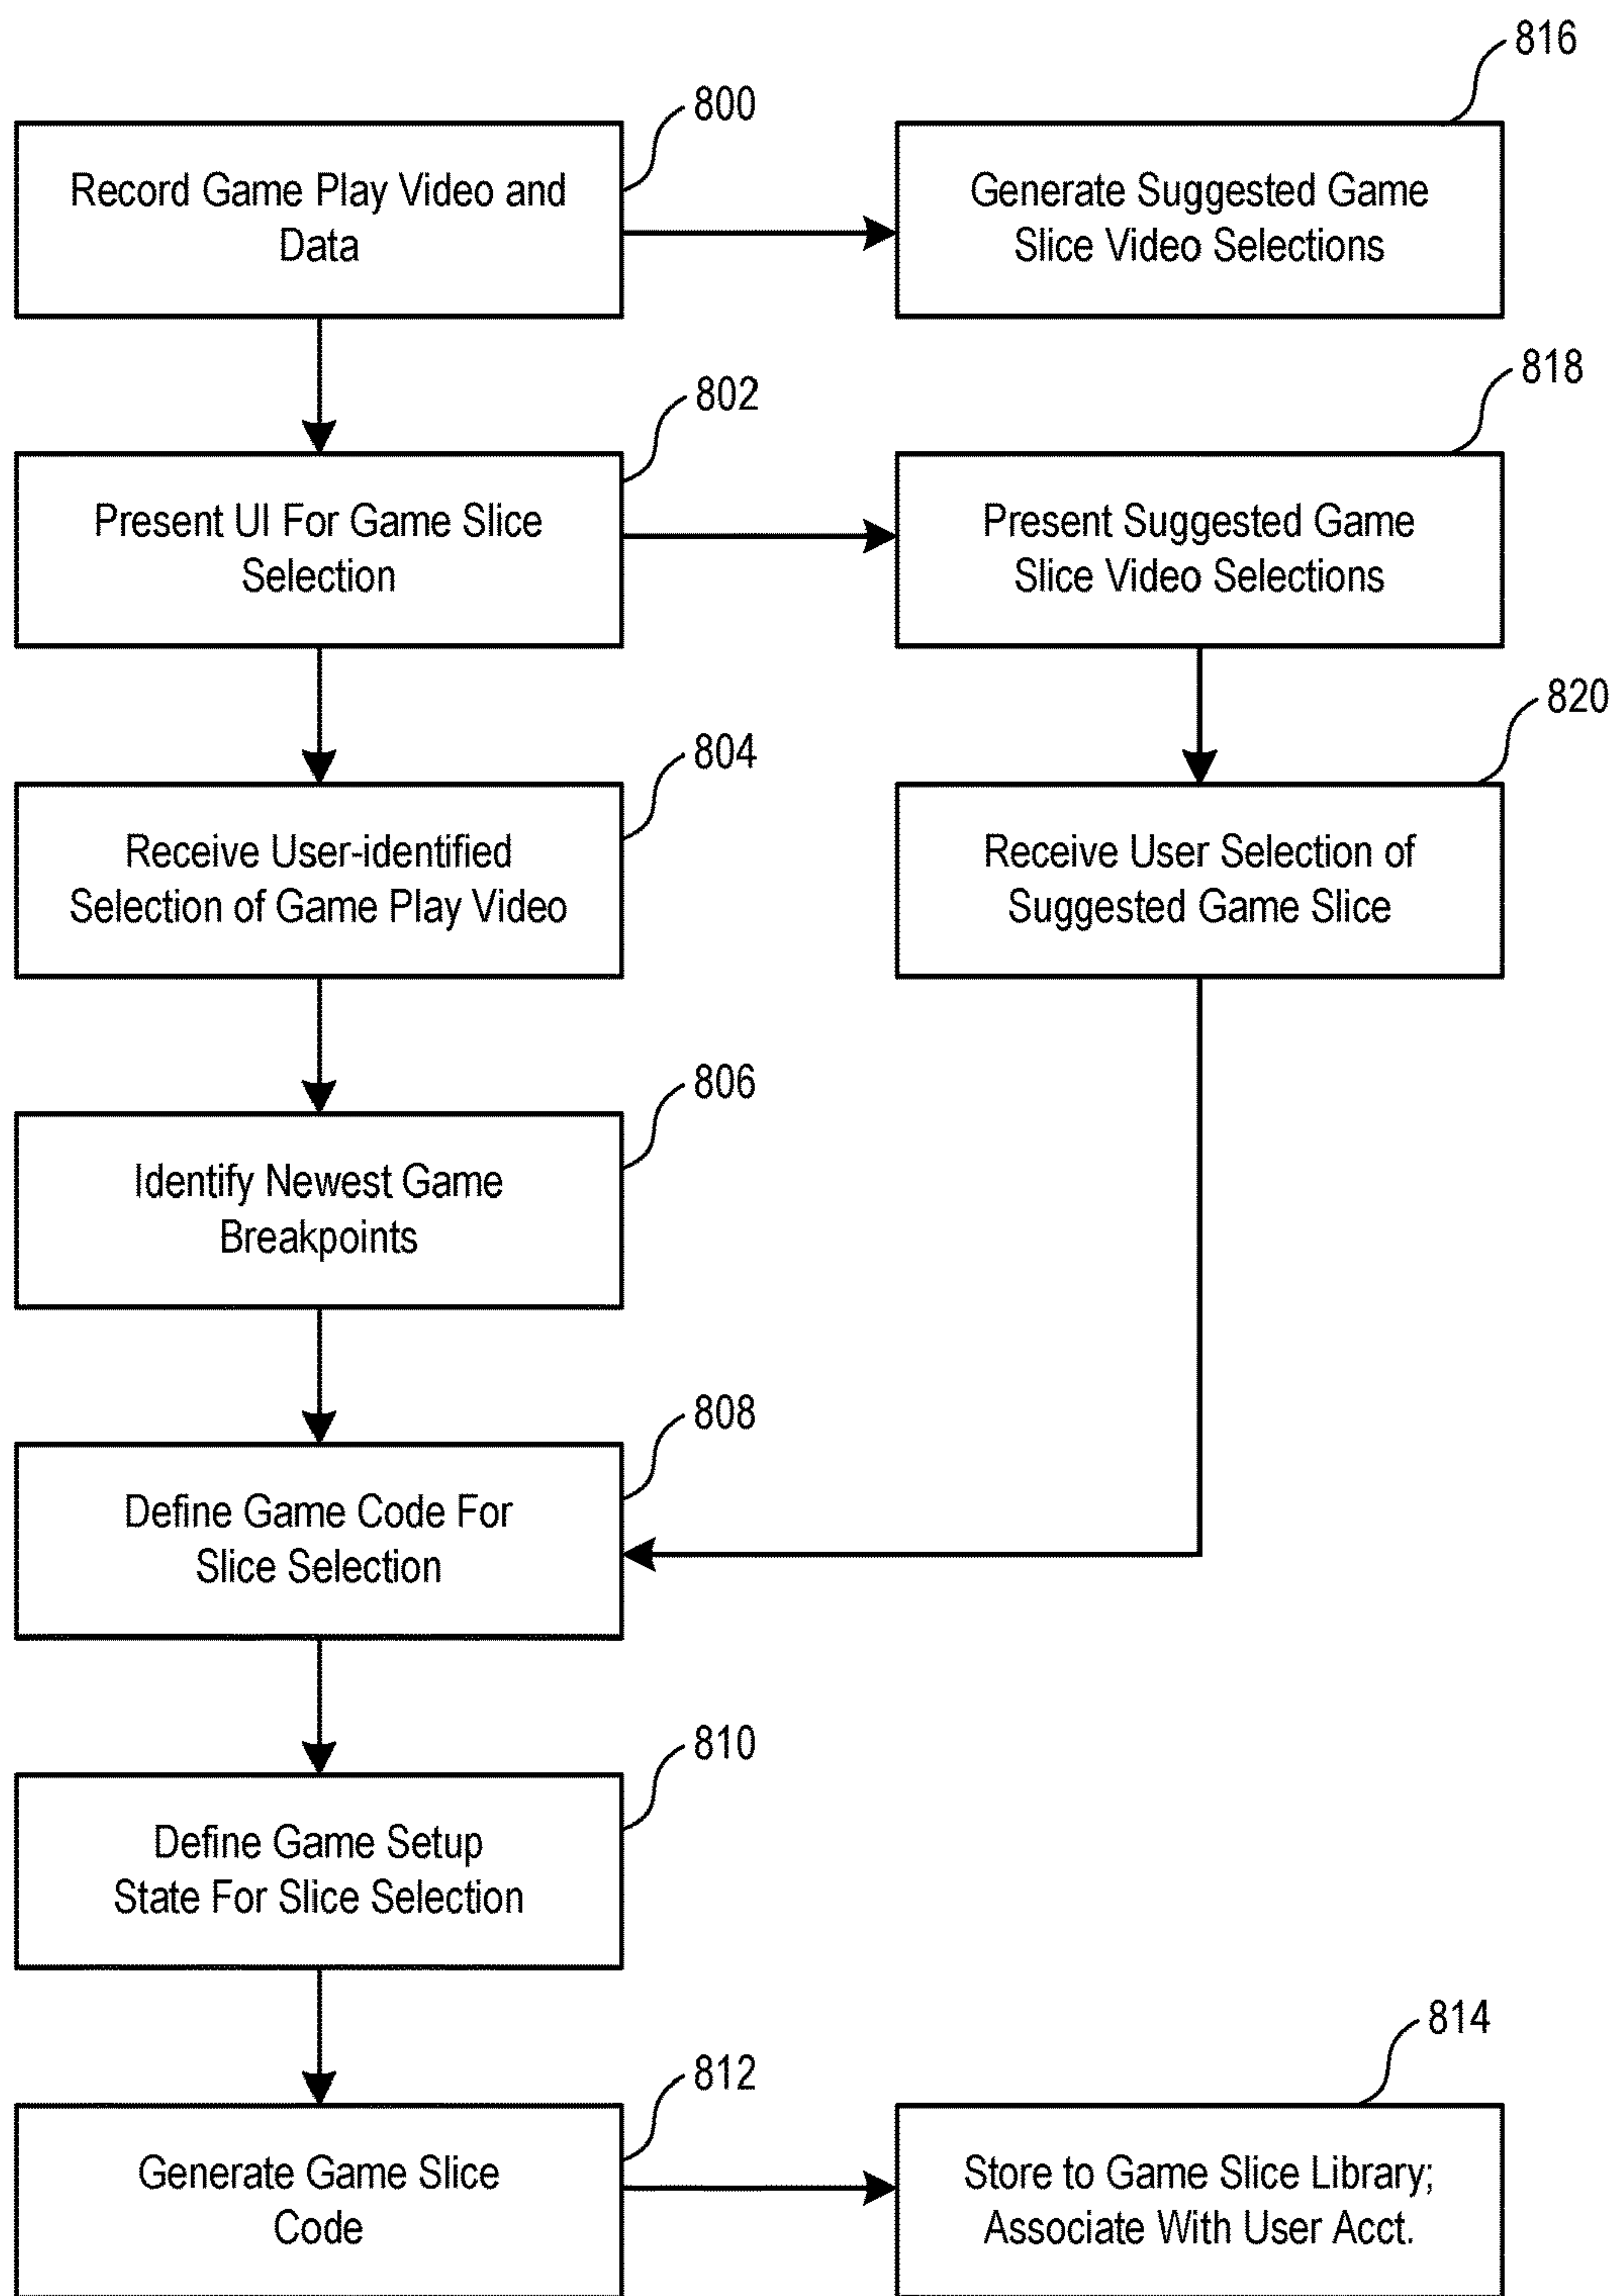 816
800
Record Game Play Video and
Data
Generate Suggested Game
Slice Video Selections
818
802
Present UI For Game Slice
Selection
Present Suggested Game
Slice Video Selections
820
804
Receive User-identified
Selection of Game Play Video
Receive User Selection of
Suggested Game Slice
806
Identify Newest Game
Breakpoints
808
Define Game Code For
Slice Selection
810
Define Game Setup
State For Slice Selection
814
812
Generate Game Slice
Code
Store to Game Slice Library;
Associate With User Acct.